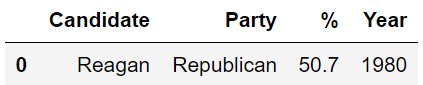 Candidate Party % Year
0 Reagan Republican 50.7 1980